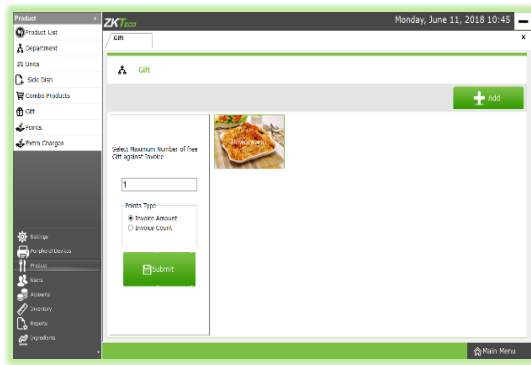 Product
Product List
Department
Units
Side Dish
Combo Products
Gift
Points
Extra Charges
Settings
Peripheral Devices
Product
Users
Accounts
Inventory
Reports
Ingredients
ZKTeco
Monday, June 11, 2018 10:45
Gift
x
Gift
Add
Select Maximum Number of free
Gift against Invoice
1
Points Type
Invoice Amount
Invoice Count
Submit
Main Menu